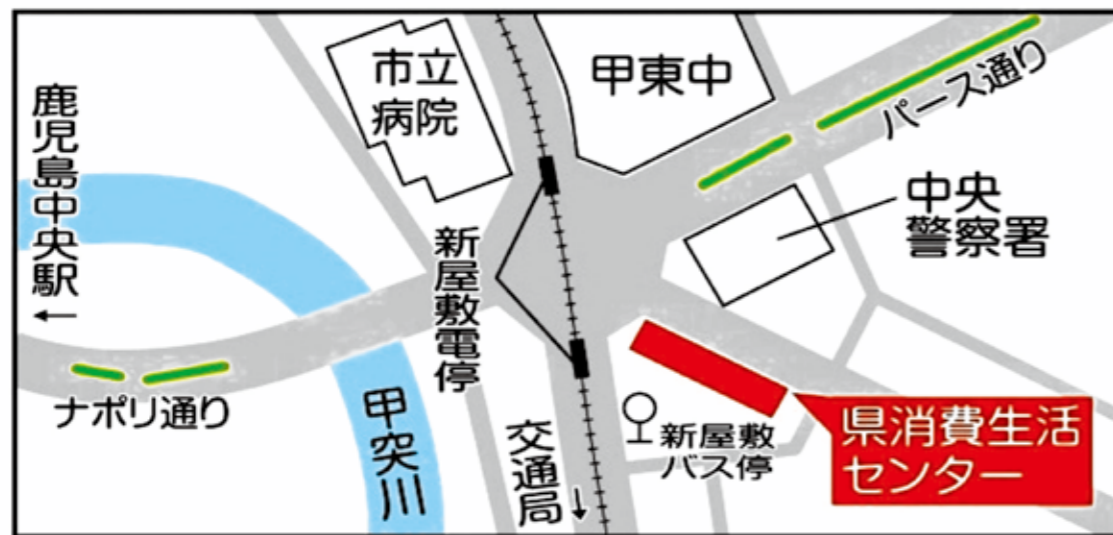 市立
病院
甲東中
パース通り
鹿児島中央駅
←
中央
警察署
新屋敷電停
ナポリ通り
甲突川
交通局
↓
新屋敷
バス停
県消費生活
センター